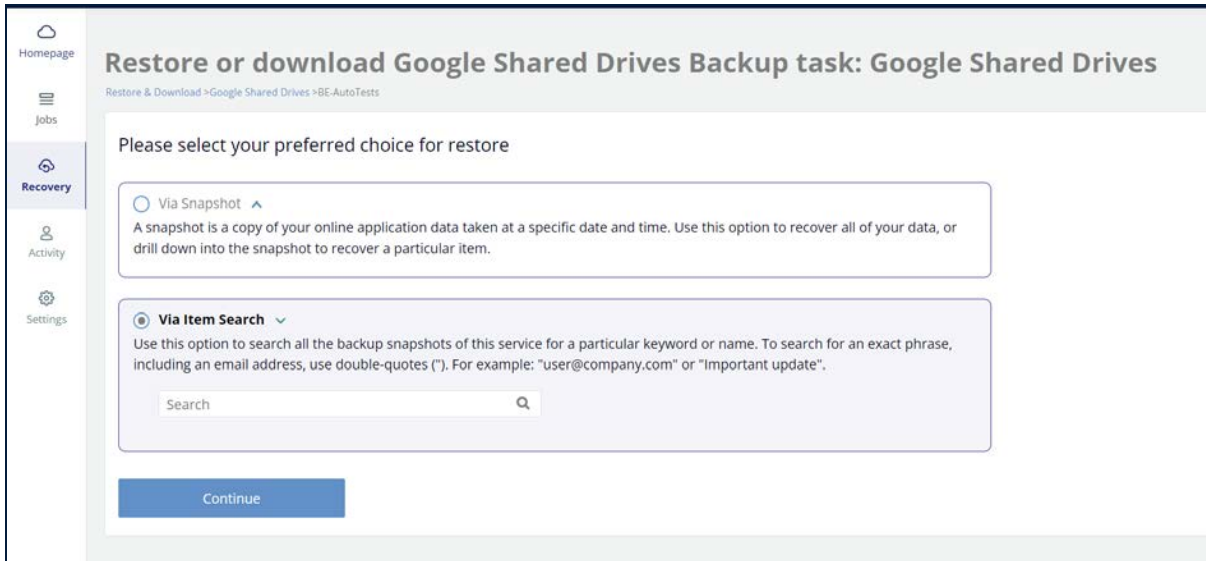 Homepage
Jobs
Recovery
Activity
Settings
Restore or download Google Shared Drives Backup task: Google Shared Drives
Restore & Download >Google Shared Drives >BE-AutoTests
Please select your preferred choice for restore
Via Snapshot
A snapshot is a copy of your online application data taken at a specific date and time. Use this option to recover all of your data, or
drill down into the snapshot to recover a particular item.
Via Item Search
Use this option to search all the backup snapshots of this service for a particular keyword or name. To search for an exact phrase,
including an email address, use double-quotes ("). For example: "user@company.com" or "Important update".
Search
Continue